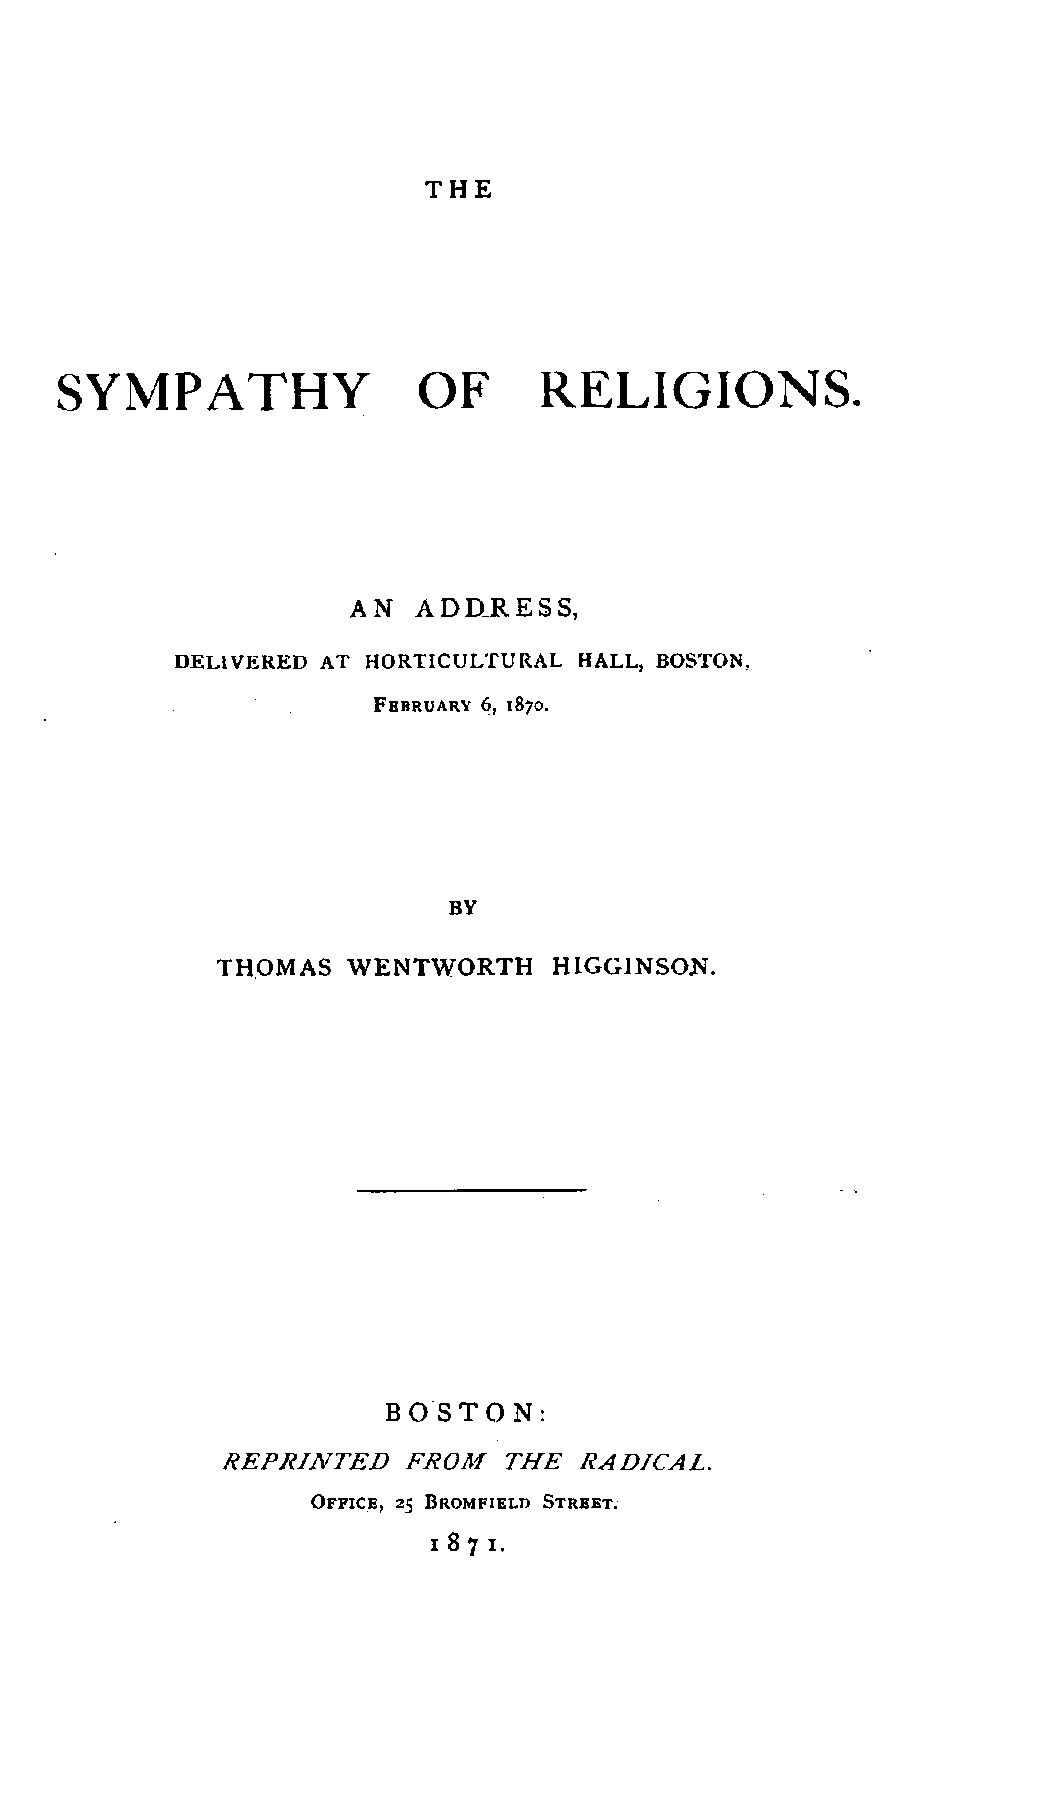 THE
SYMPATHY OF RELIGIONS.
AN ADDRESS,
DELIVERED AT HORTICULTURAL HALL, BOSTON,
FEBRUARY 6, 1870.
BY
THOMAS WENTWORTH HIGGINSON.
BOSTON:
REPRINTED FROM THE RADICAL.
OFFICE, 25 BROMFIELD STREET.
1871.